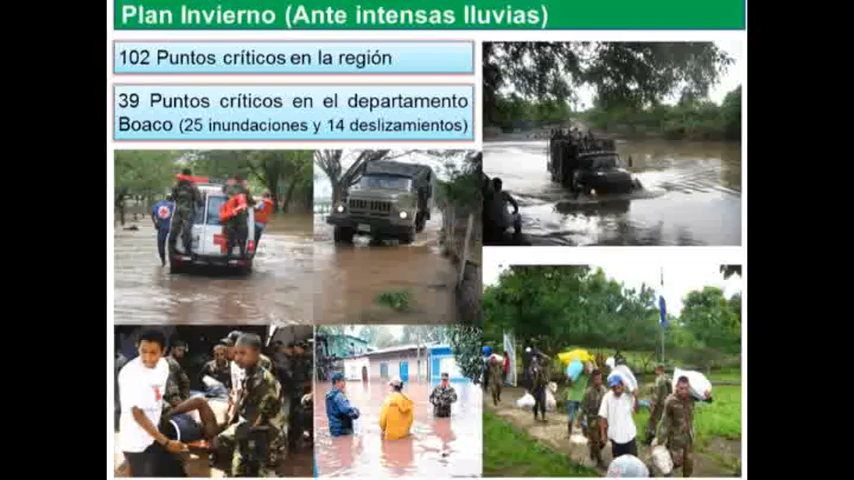 Plan Invierno (Ante intensas lluvias)
102 Puntos críticos en la región
39 Puntos críticos en el departamento
Boaco (25 inundaciones y 14 deslizamientos)